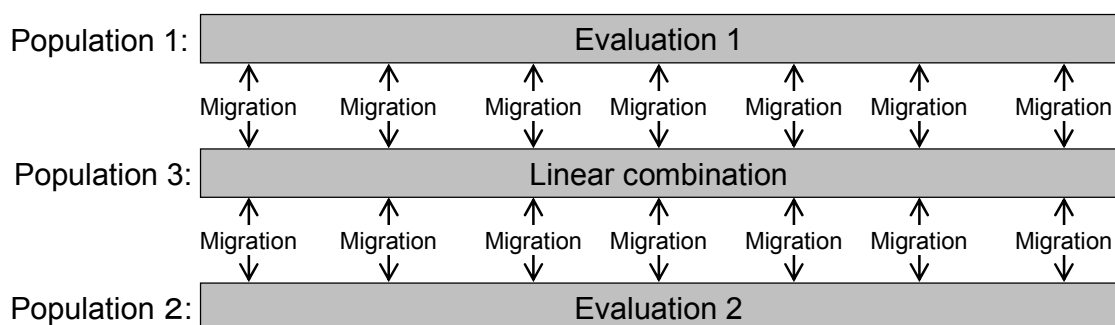 Population 1: Evaluation 1
Migration Migration Migration Migration Migration Migration Migration
Population 3: Linear combination
Migration Migration Migration Migration Migration Migration Migration
Population 2: Evaluation 2